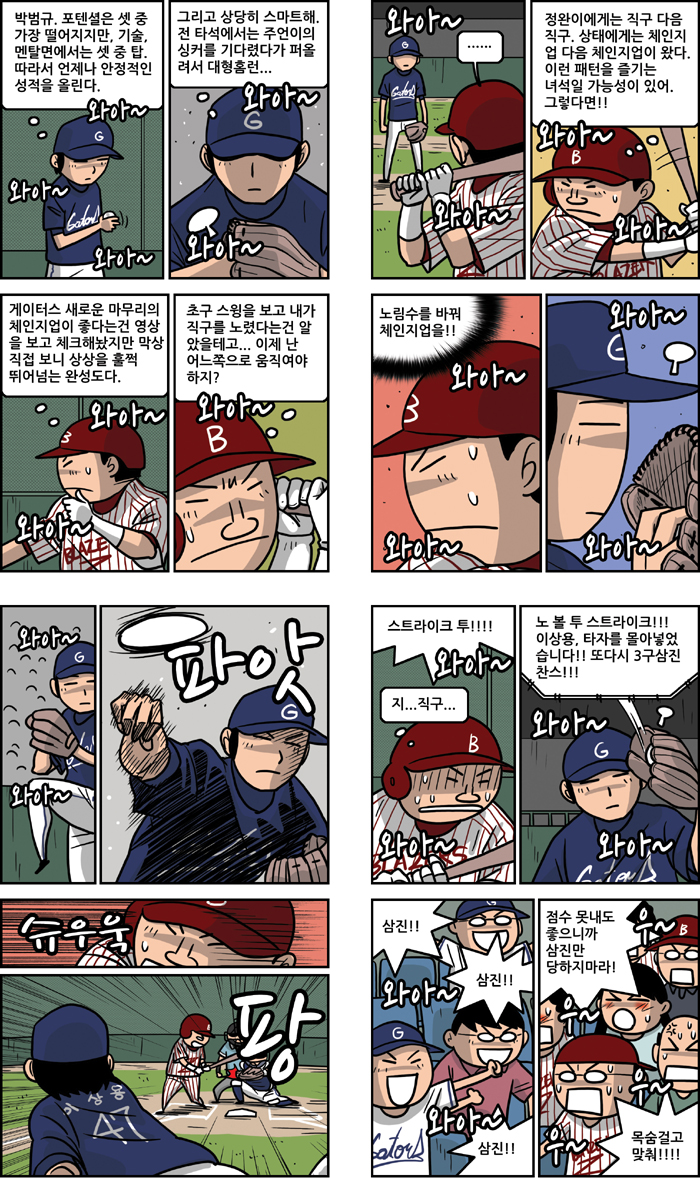 박범규. 포텐셜은 셋 중
가장 떨어지지만, 기술,
멘탈면에서는 셋 중 탑.
따라서 언제나 안정적인
성적을 올린다.
와아~
G
와아~
Gators
와아~
그리고 상당히 스마트해.
전 타석에서는 주언이의
싱커를 기다렸다가 퍼올
려서 대형홈런...
와아~
G
와아~
게이터스 새로운 마무리의
체인지업이 좋다는건 영상
을 보고 체크해놨지만 막상
직접 보니 상상을 훌쩍
뛰어넘는 완성도다.
와아~
B
와아~
BLAZE
초구 스윙을 보고 내가
직구를 노렸다는건 알
았을테고... 이제 난
어느쪽으로 움직여야
하지?
와아~
B
와아~
Gators
......
와아~
정완이에게는 직구 다음
직구. 상태에게는 체인지
업 다음 체인지업이 왔다.
이런 패턴을 즐기는
녀석일 가능성이 있어.
그렇다면!!
와아~
B
와아~
BLAZER
노림수를 바꿔
체인지업을!!
와아~
B
와아~
와아~
G
와아~
와아~
G
와아~
파앗
G
슈우우욱
팡
이상용
47
B
스트라이크 투!!!!
와아~
지...직구...
B
와아~
BLAZERS
노 볼 투 스트라이크!!!
이상용, 타자를 몰아넣었
습니다!! 또다시 3구삼진
찬스!!!
와아~
G
와아~
Gators
삼진!!
G
삼진!!
와아~
G
와아~
Gators
삼진!!
점수 못내도
좋으니까
삼진만
당하지마라!
우~
B
우~
우~
우~
우~
목숨걸고
맞춰!!!!